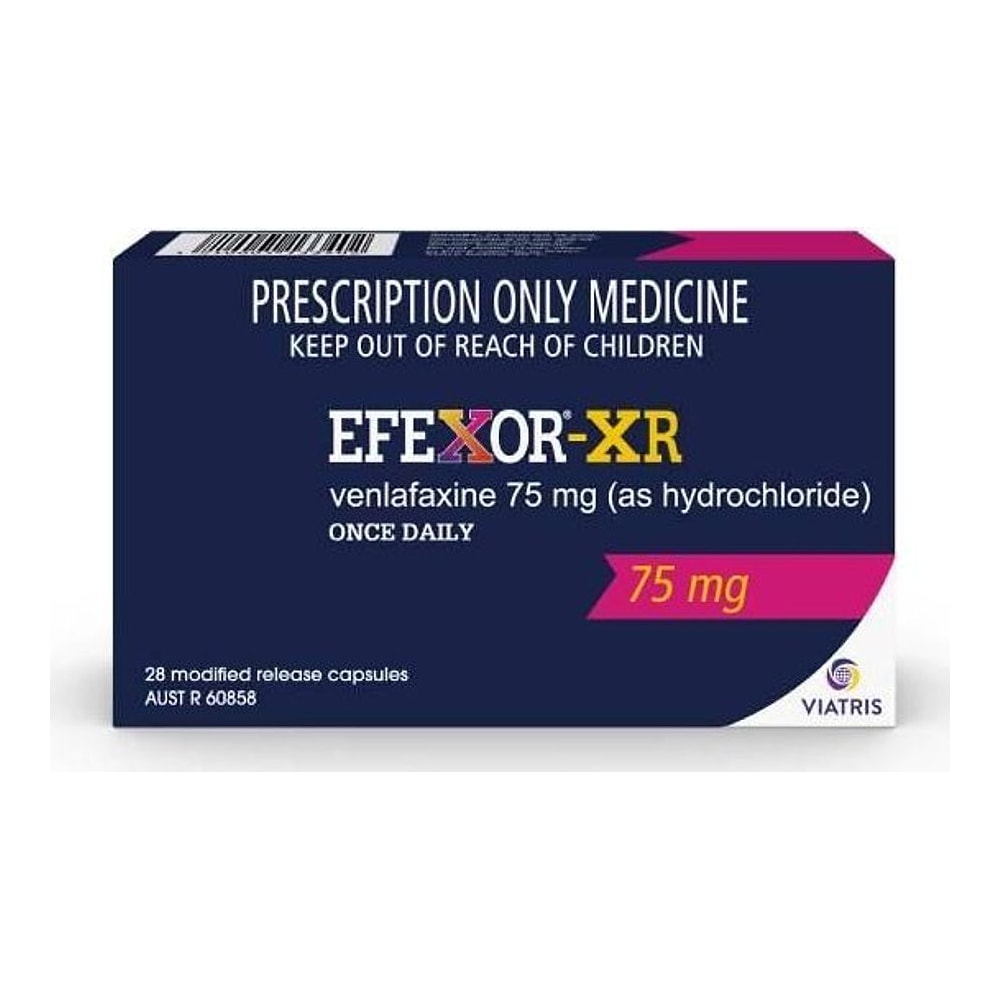 PRESCRIPTION ONLY MEDICINE
KEEP OUT OF REACH OF CHILDREN
EFEXOR®-XR
venlafaxine 75 mg (as hydrochloride)
ONCE DAILY
75 mg
28 modified release capsules
AUST R 60858
VIATRIS